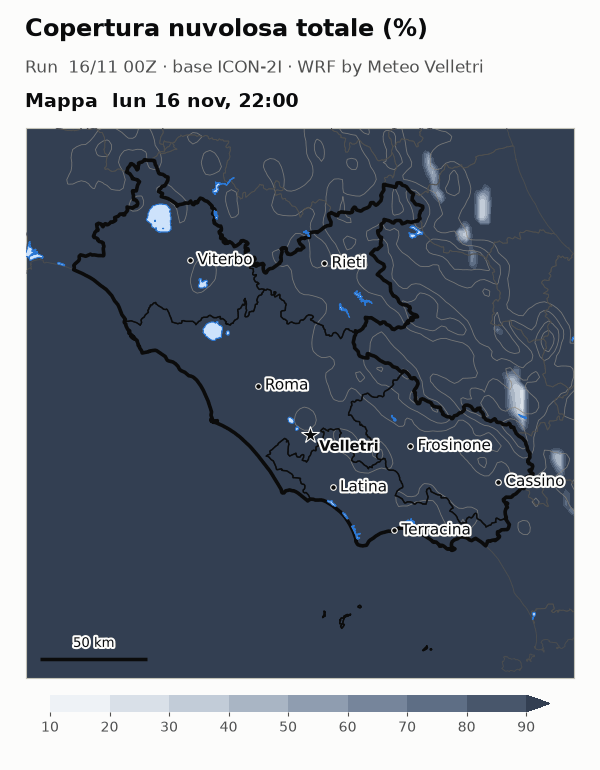 Copertura nuvolosa totale (%)
Run  16/11 00Z · base ICON-2I · WRF by Meteo Velletri
Mappa  lun 16 nov, 22:00
Viterbo
Rieti
Roma
Velletri
Frosinone
Cassino
Latina
Terracina
50 km
10 20 30 40 50 60 70 80 90